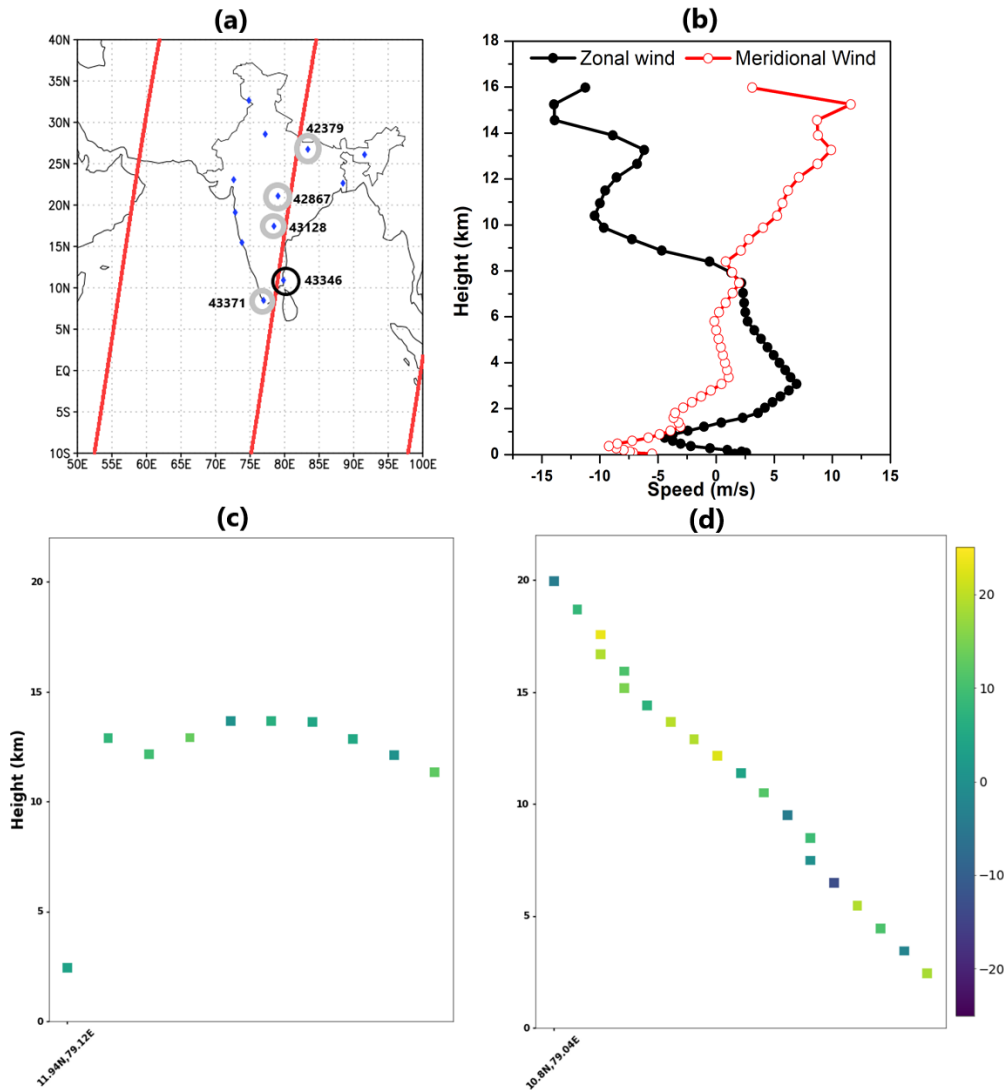 (a)
40N
35N
30N
25N
20N
15N
10N
5N
EQ
5S
10S
50E 55E 60E 65E 70E 75E 80E 85E 90E 95E 100E
42379
42867
43128
43346
43371
(b)
Zonal wind
Meridional Wind
18
16
14
12
10
8
6
4
2
0
Height (km)
-15 -10 -5 0 5 10 15
Speed (m/s)
(c)
20
15
10
5
0
Height (km)
11.94N,79.12E
(d)
20
15
10
5
0
10.8N,79.04E
20
10
0
−10
−20